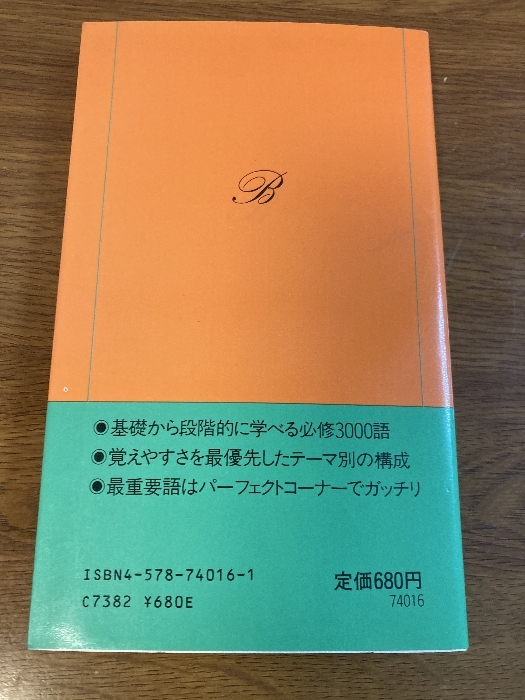 B
◉基礎から段階的に学べる必修3000語
◉覚えやすさを最優先したテーマ別の構成
◉最重要語はパーフェクトコーナーでガッチリ
ISBN4-578-74016-1
定価680円
C7382 ¥680E
74016